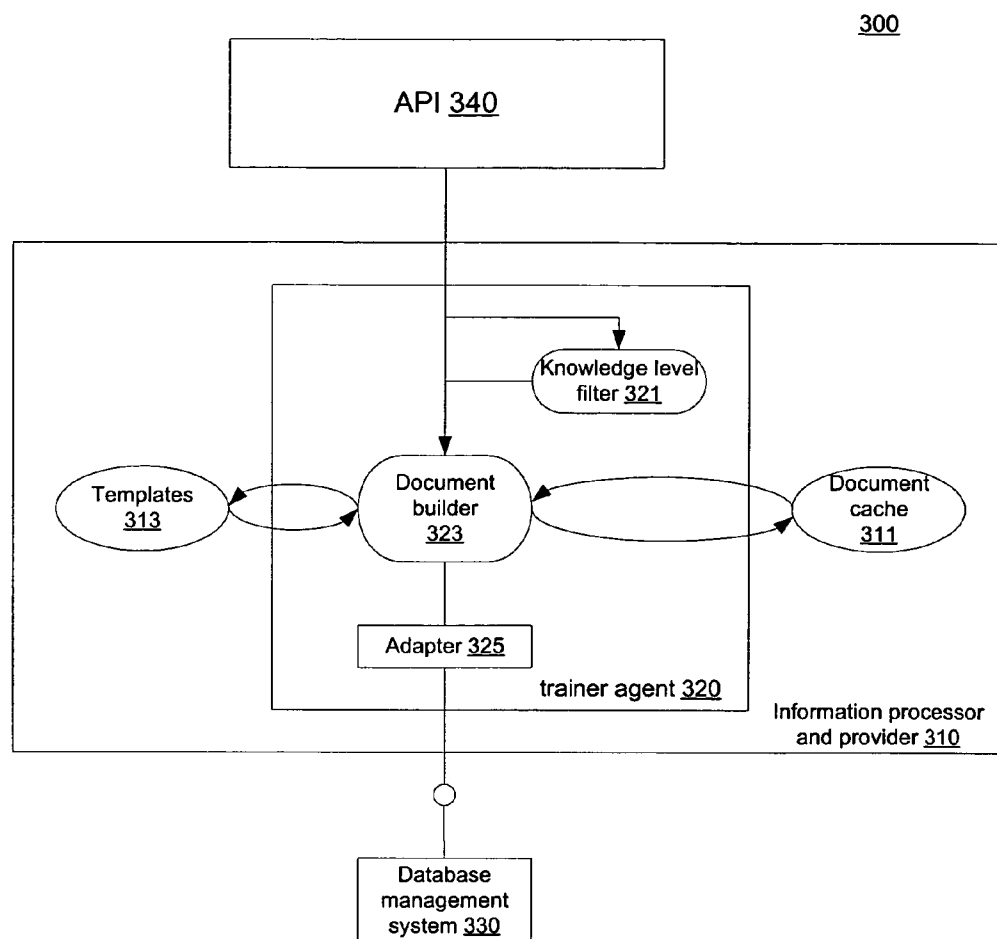 300
API 340
Knowledge level
filter 321
Templates
313
Document
builder
323
Document
cache
311
Adapter 325
trainer agent 320
Information processor
and provider 310
Database
management
system 330